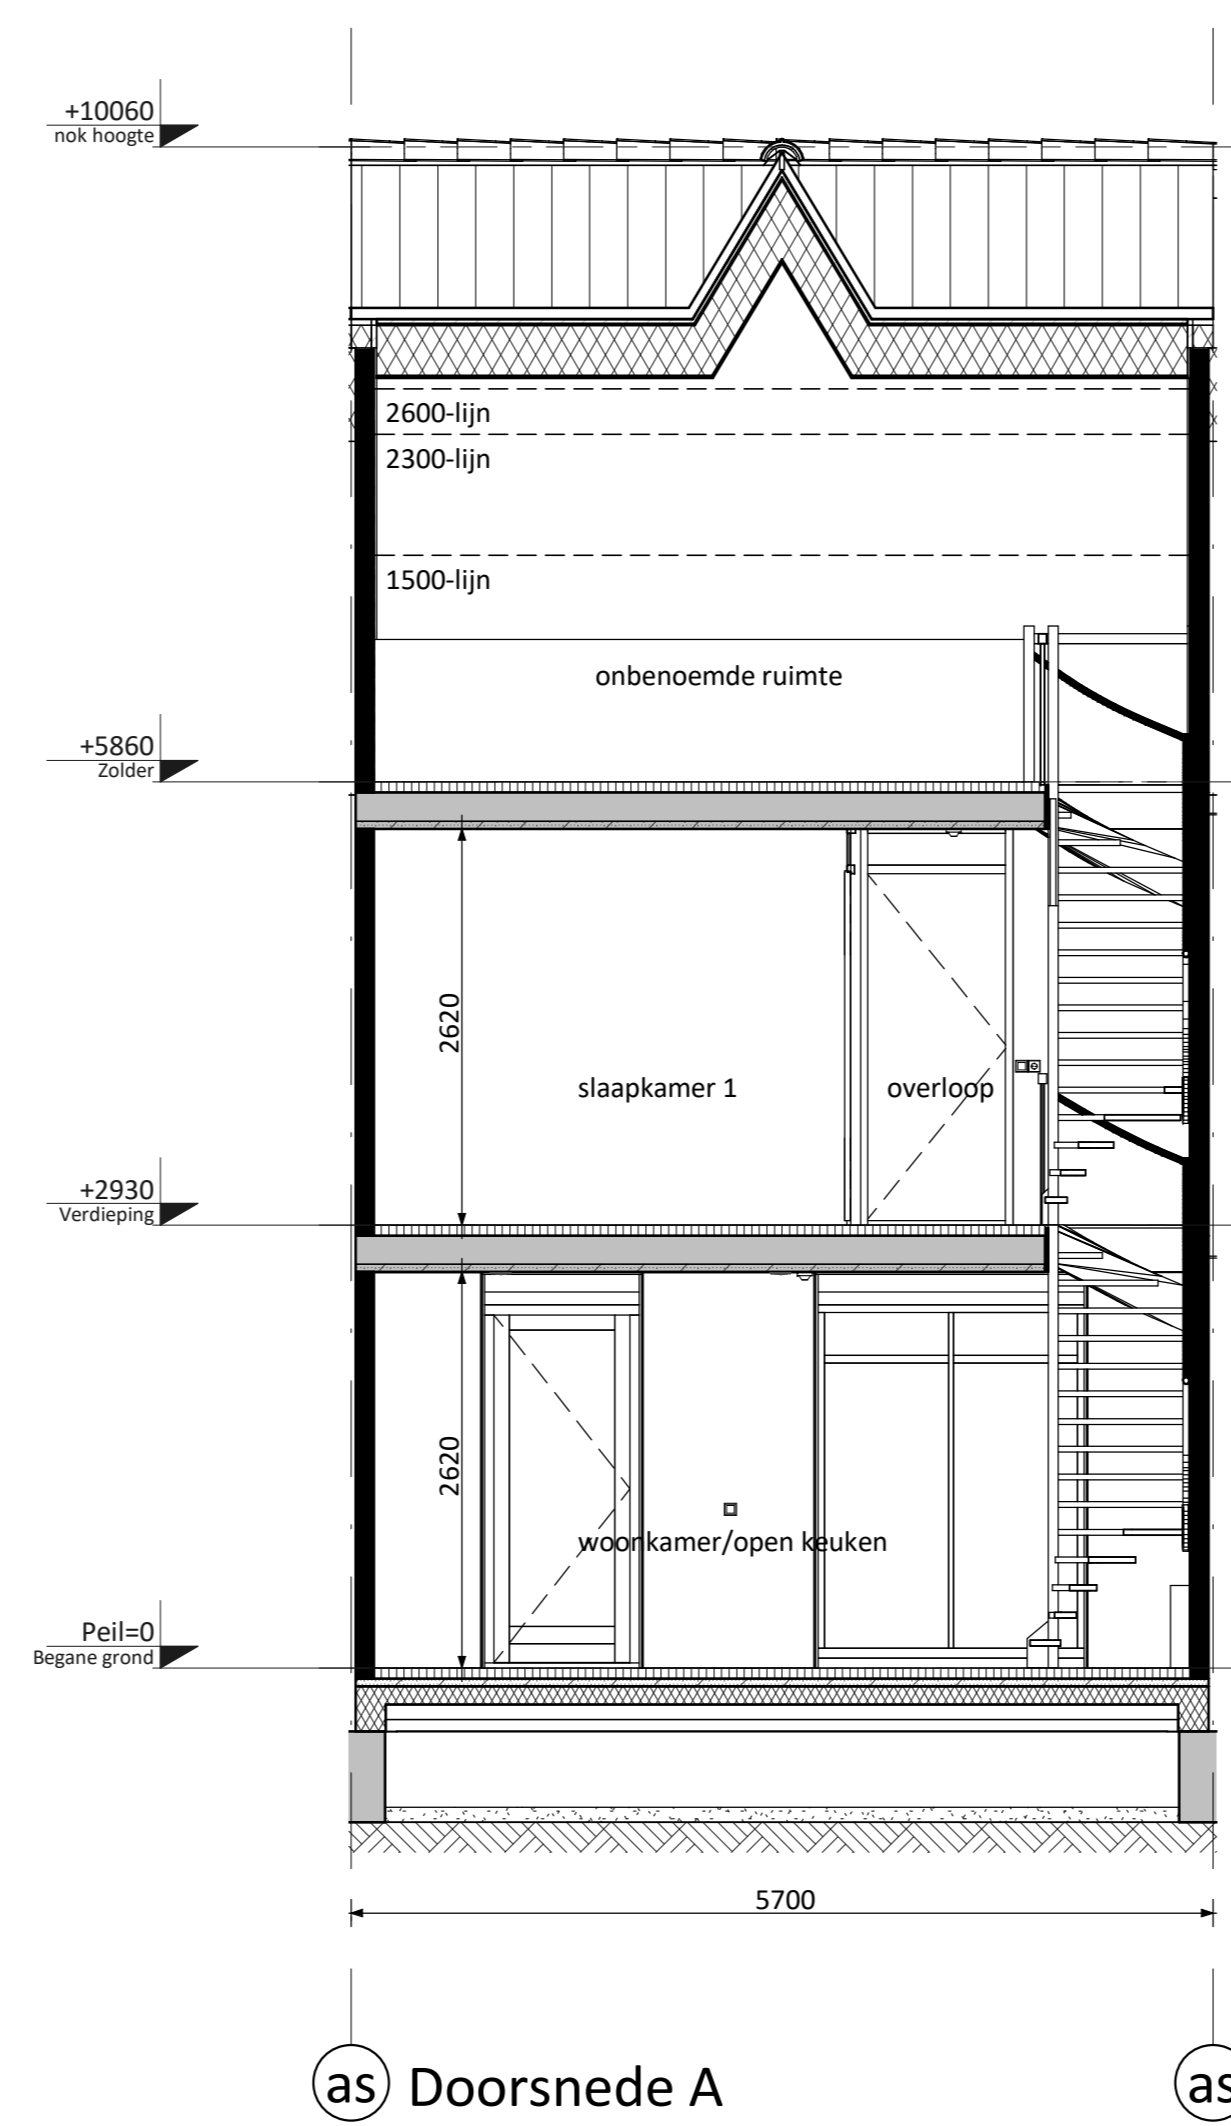 +10060
nok hoogte
2600-lijn
2300-lijn
1500-lijn
onbenoemde ruimte
+5860
Zolder
2620
slaapkamer 1
overloop
+2930
Verdieping
2620
woonkamer/open keuken
Peil=0
Begane grond
5700
as
Doorsnede A
as